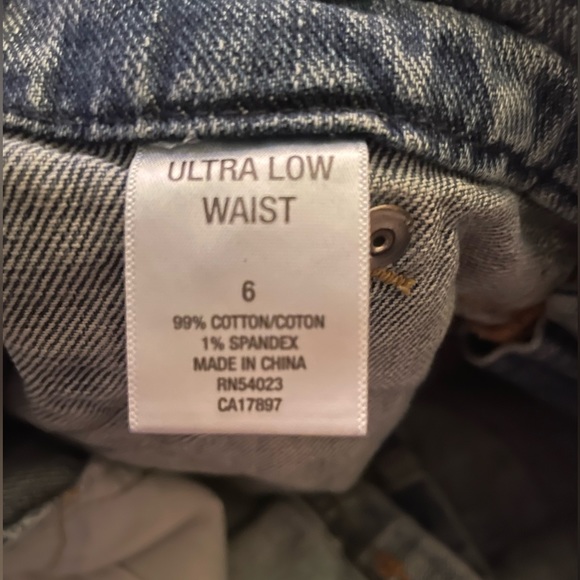 ULTRA LOW
WAIST
6
99% COTTON/COTON
1% SPANDEX
MADE IN CHINA
RN54023
CA17897